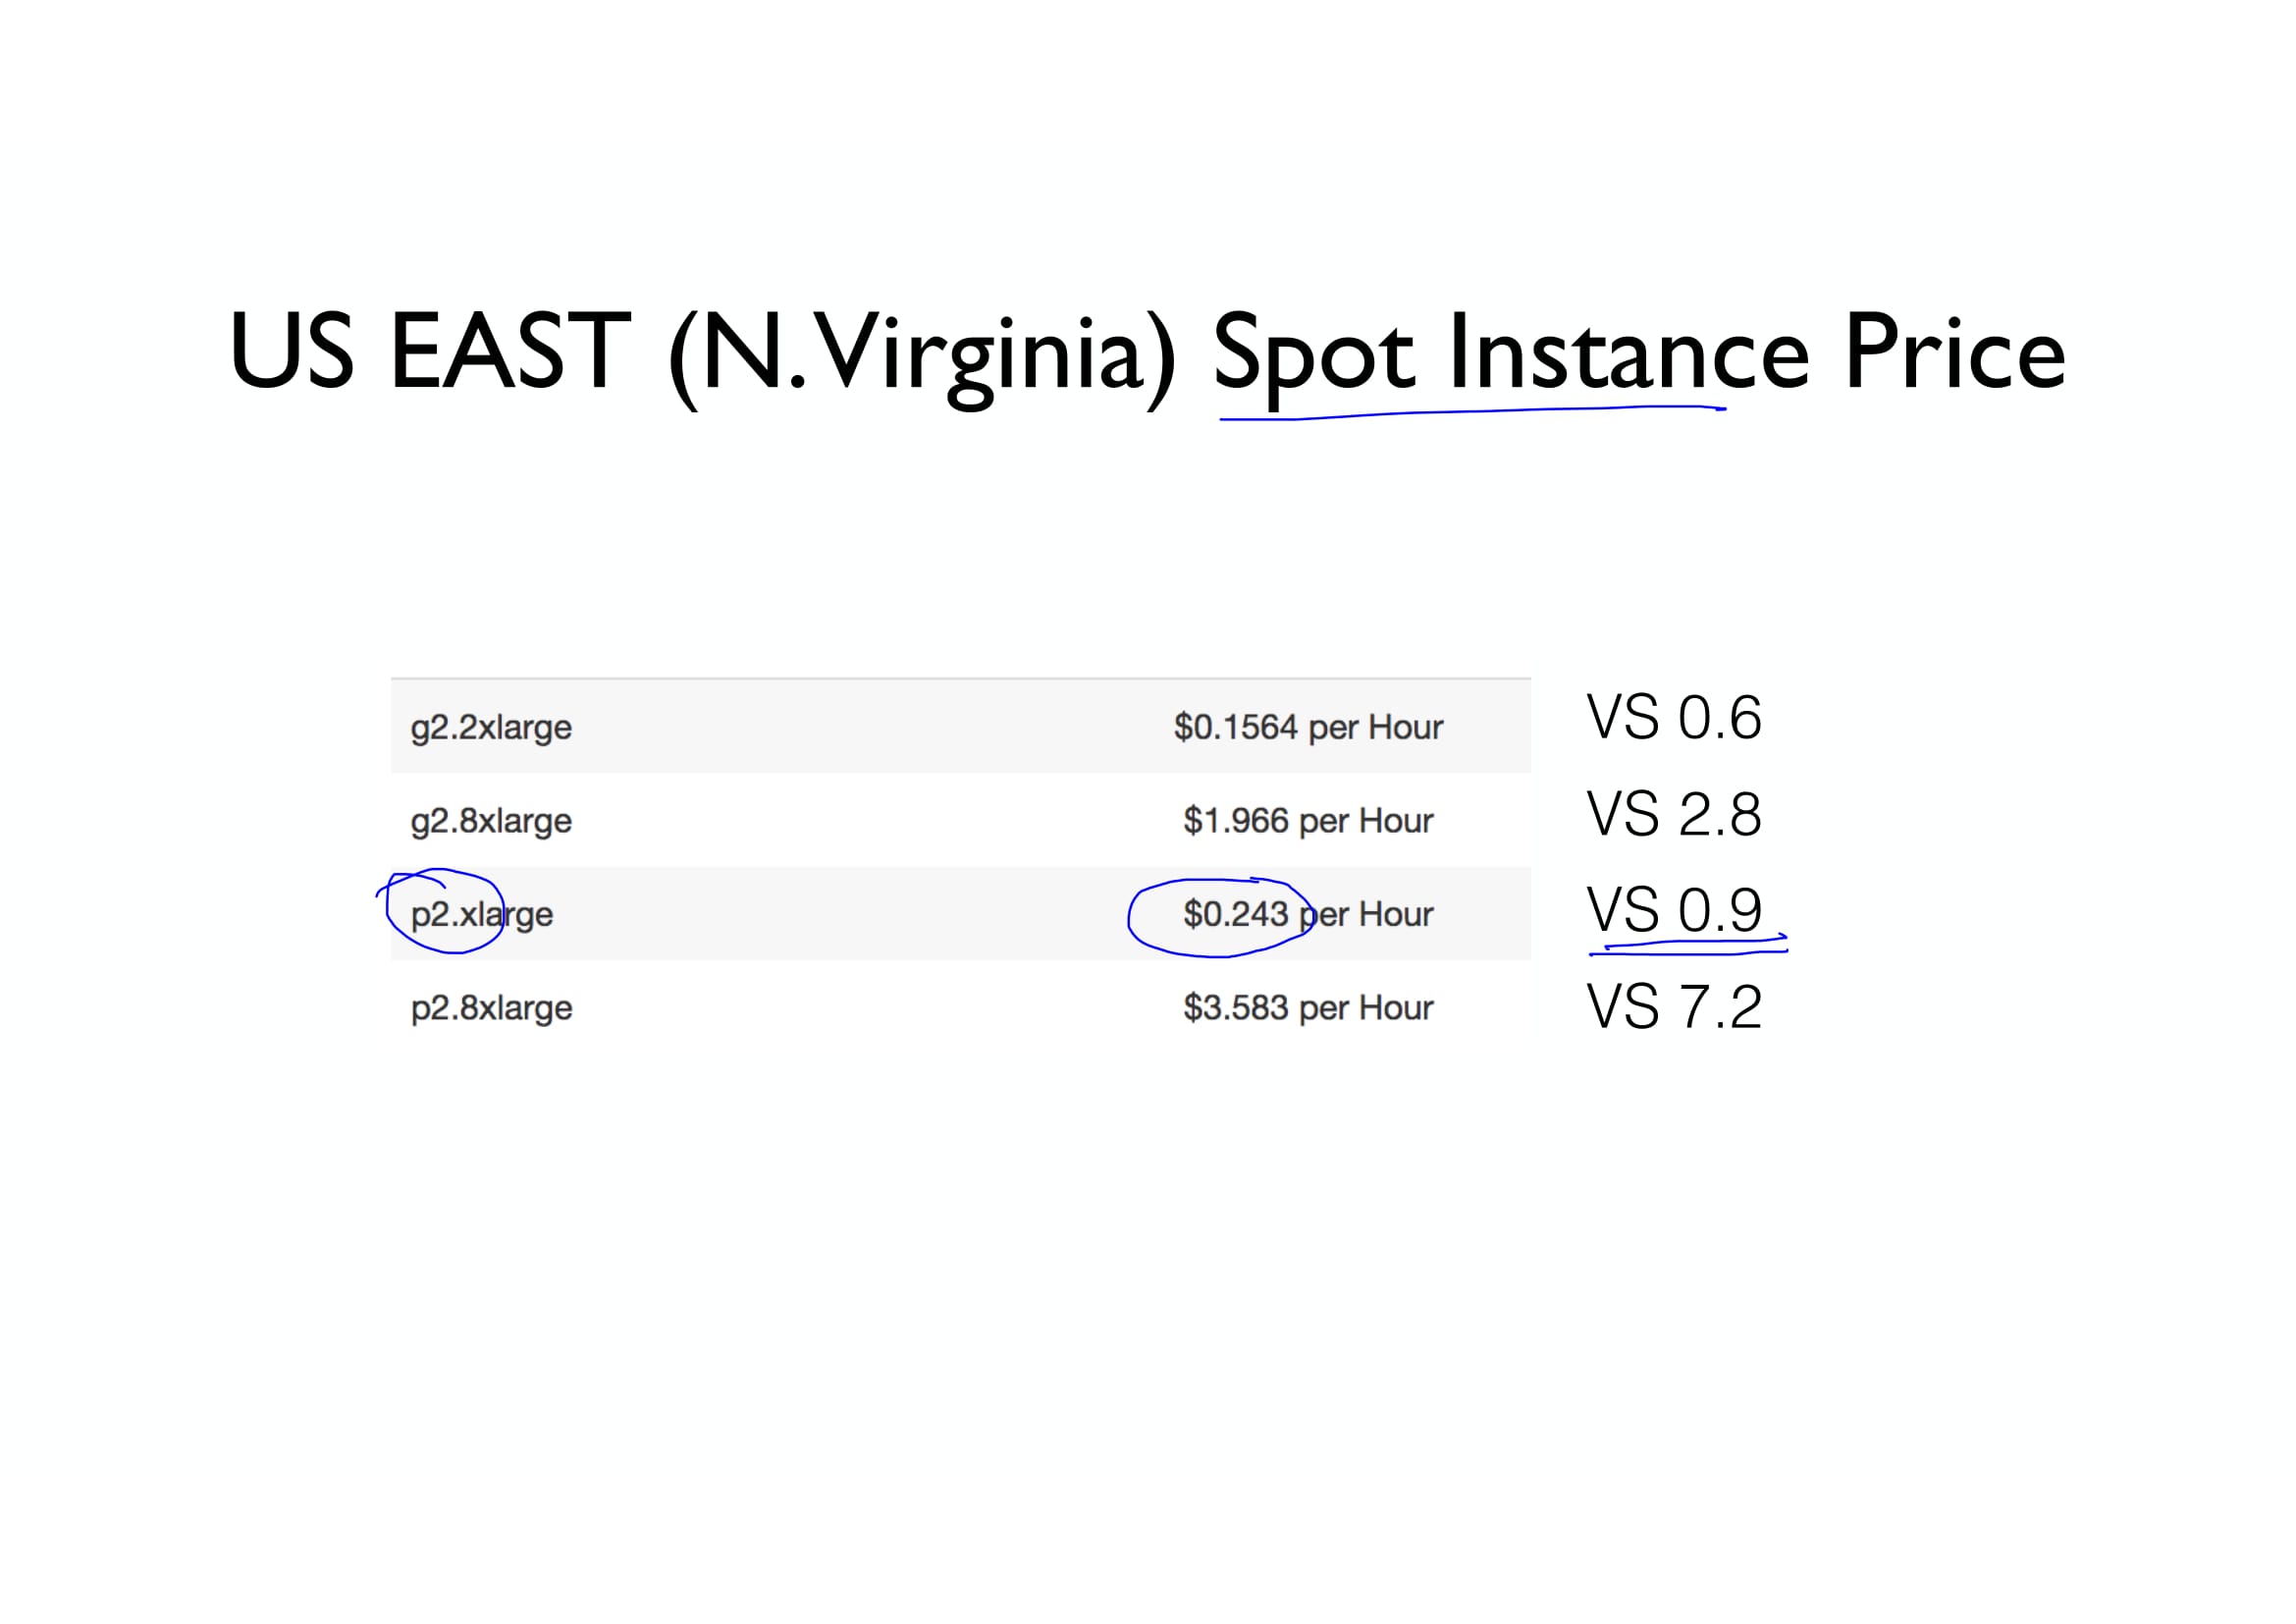 US EAST (N. Virginia) Spot Instance Price
g2.2xlarge $0.1564 per Hour VS 0.6
g2.8xlarge $1.966 per Hour VS 2.8
p2.xlarge $0.243 per Hour VS 0.9
p2.8xlarge $3.583 per Hour VS 7.2